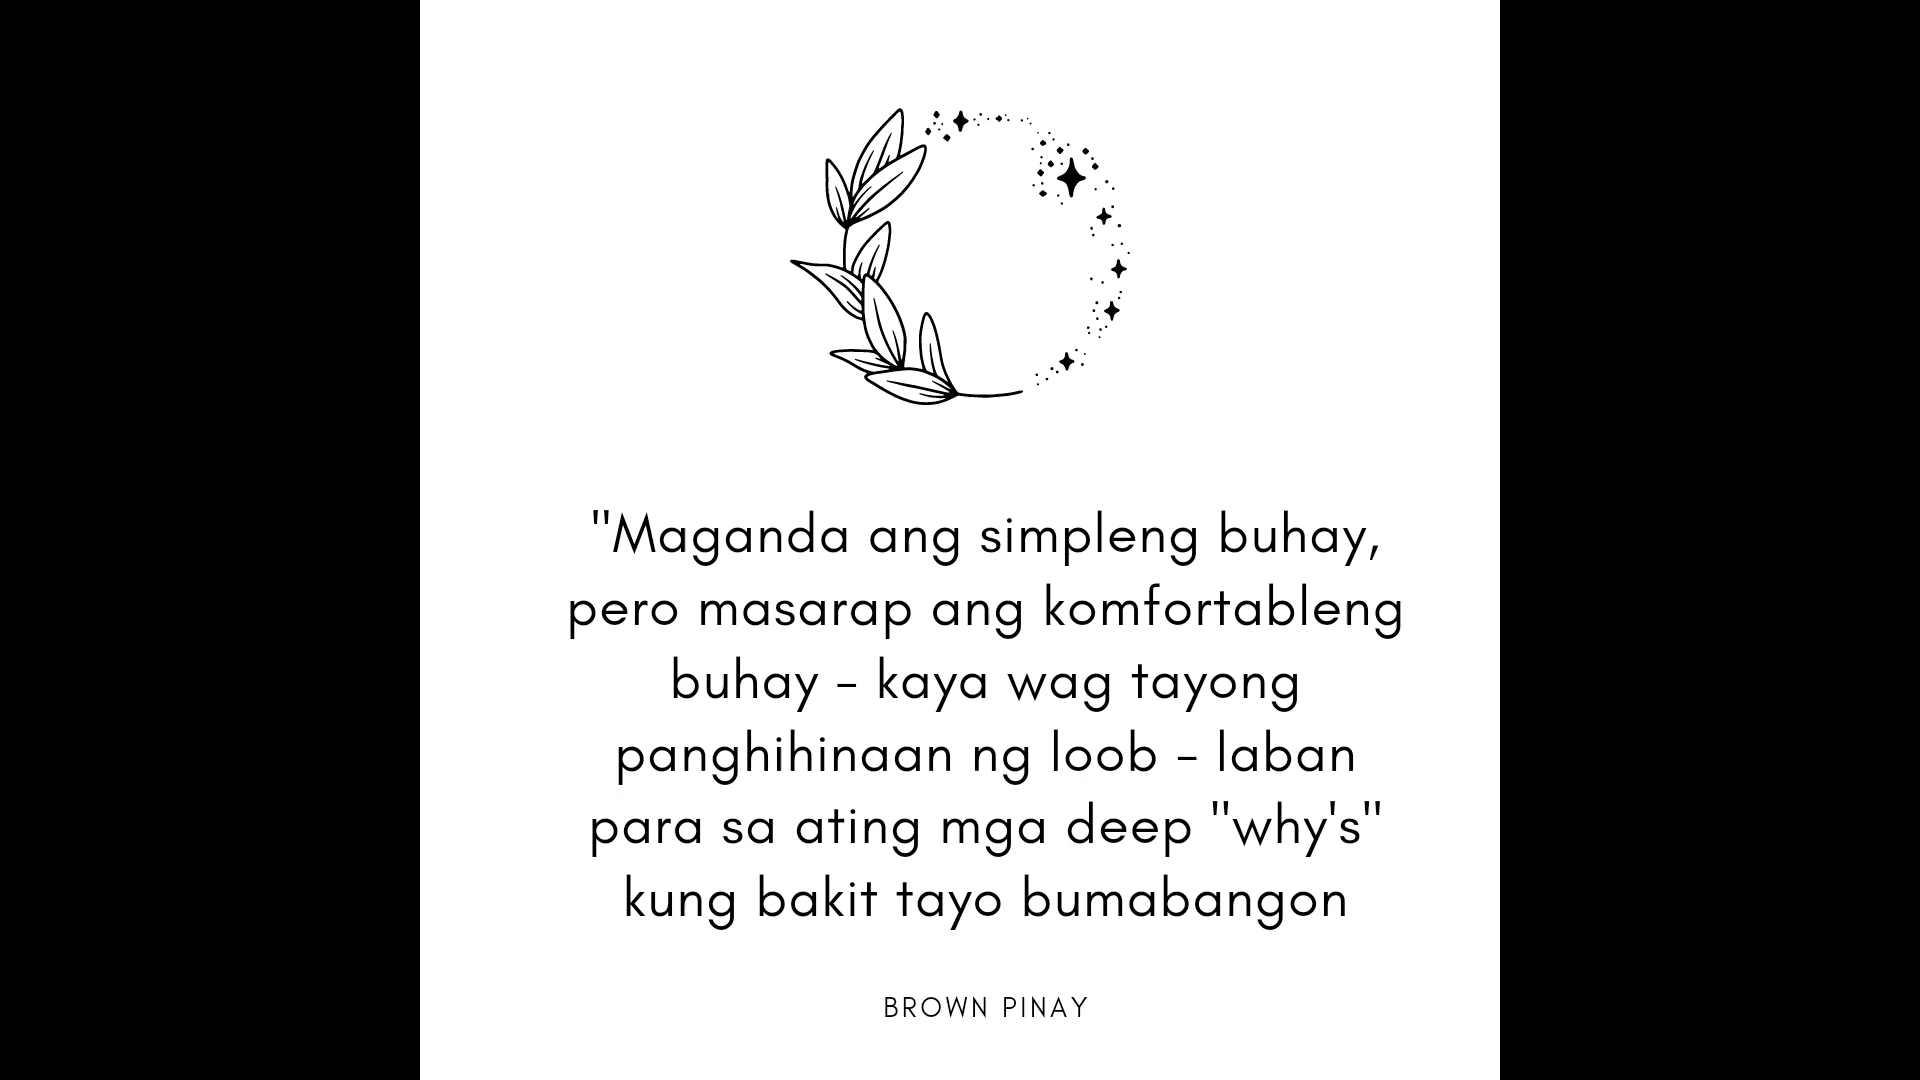 "Maganda ang simpleng buhay,
pero masarap ang komfortableng
buhay - kaya wag tayong
panghihinaan ng loob - laban
para sa ating mga deep "why's"
kung bakit tayo bumabangon
BROWN PINAY